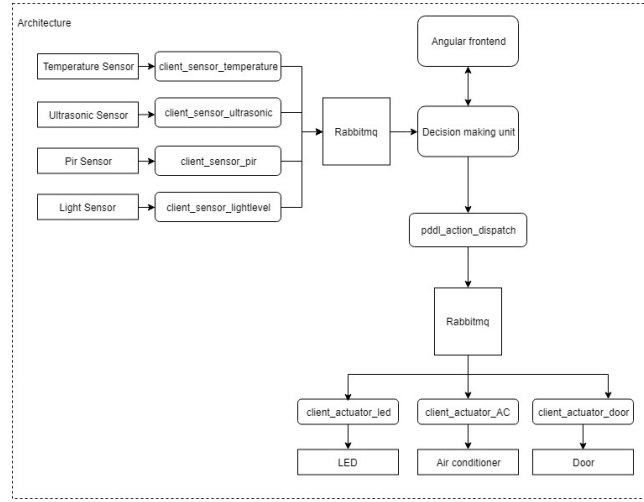 Architecture
Angular frontend
Temperature Sensor
client_sensor_temperature
Ultrasonic Sensor
client_sensor_ultrasonic
Rabbitmq
Decision making unit
Pir Sensor
client_sensor_pir
Light Sensor
client_sensor_lightlevel
pddl_action_dispatch
Rabbitmq
client_actuator_led
client_actuator_AC
client_actuator_door
LED
Air conditioner
Door